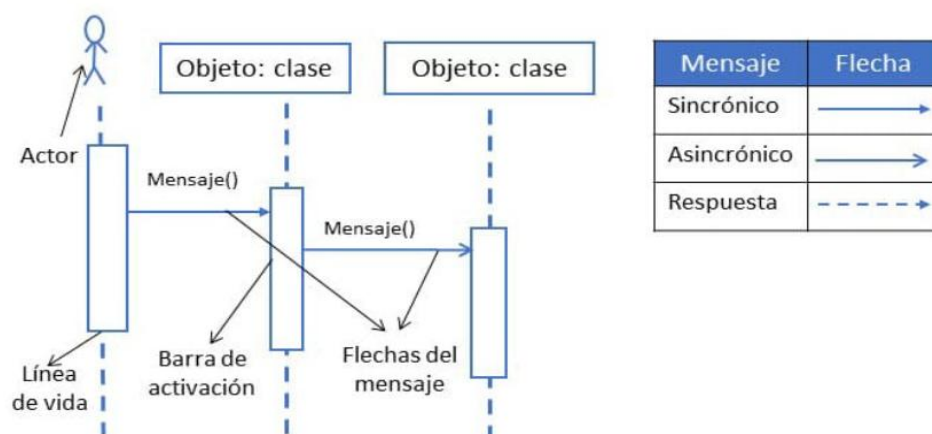 Objeto: clase
Objeto: clase
Actor
Mensaje()
Mensaje()
Línea
de vida
Barra de
activación
Flechas del
mensaje
Mensaje Flecha
Sincrónico
Asincrónico
Respuesta